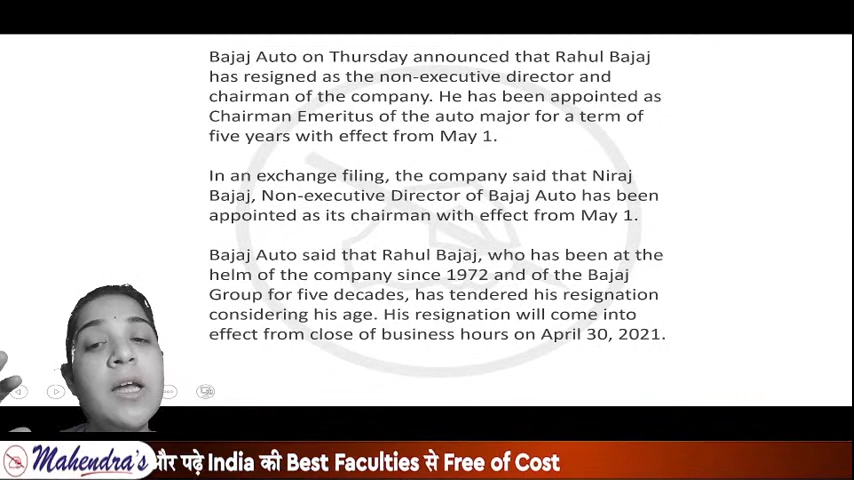 Bajaj Auto on Thursday announced that Rahul Bajaj
has resigned as the non-executive director and
chairman of the company. He has been appointed as
Chairman Emeritus of the auto major for a term of
five years with effect from May 1.
In an exchange filing, the company said that Niraj
Bajaj, Non-executive Director of Bajaj Auto has been
appointed as its chairman with effect from May 1.
Bajaj Auto said that Rahul Bajaj, who has been at the
helm of the company since 1972 and of the Bajaj
Group for five decades, has tendered his resignation
considering his age. His resignation will come into
effect from close of business hours on April 30, 2021.
Mahendra's और पढ़े India की Best Faculties से Free of Cost